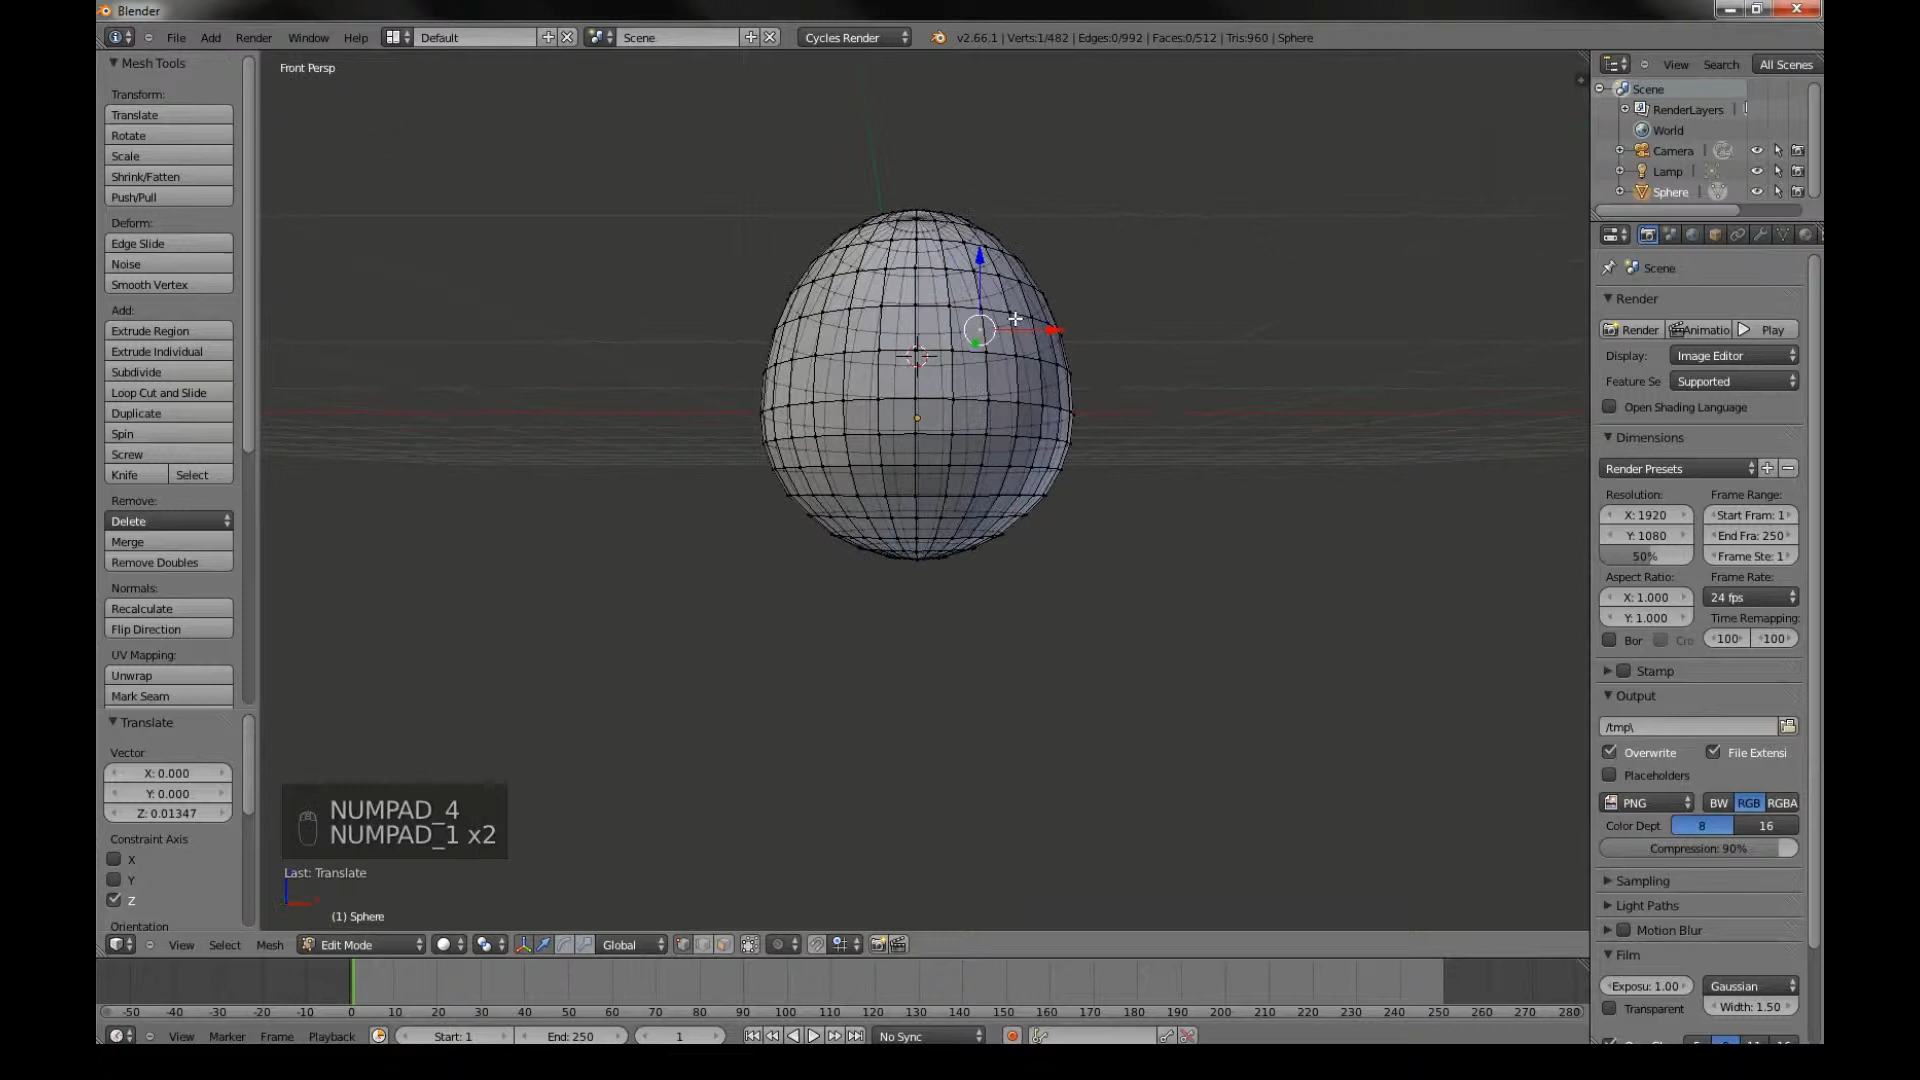 Blender
File Add Render Window Help Default Scene Cycles Render v2.66.1 | Verts:1/482 | Edges:0/992 | Faces:0/512 | Tris:960 | Sphere
Mesh Tools
Transform:
Translate
Rotate
Scale
Shrink/Fatten
Push/Pull
Deform:
Edge Slide
Noise
Smooth Vertex
Add:
Extrude Region
Extrude Individual
Subdivide
Loop Cut and Slide
Duplicate
Spin
Screw
Knife Select
Remove:
Delete
Merge
Remove Doubles
Normals:
Recalculate
Flip Direction
UV Mapping:
Unwrap
Mark Seam
Translate
Vector
X: 0.000
Y: 0.000
Z: 0.01347
Constraint Axis
X
Y
Z
Orientation
Front Persp
NUMPAD_4
NUMPAD_1 x2
Last: Translate
(1) Sphere
View Select Mesh Edit Mode Global
-50 -40 -30 -20 -10 0 10 20 30 40 50 60 70 80 90 100 110 120 130 140 150 160 170 180 190 200 210 220 230 240 250 260 270 280
View Marker Frame Playback Start: 1 End: 250 1 No Sync
View Search All Scenes
Scene
RenderLayers
World
Camera
Lamp
Sphere
Scene
Render
Render Animatio Play
Display: Image Editor
Feature Se Supported
Open Shading Language
Dimensions
Render Presets
Resolution: Frame Range:
X: 1920 Start Fram: 1
Y: 1080 End Fra: 250
50% Frame Ste: 1
Aspect Ratio: Frame Rate:
X: 1.000 24 fps
Y: 1.000 Time Remapping:
Bor Cro 100 100
Stamp
Output
/tmp\
Overwrite File Extensi
Placeholders
PNG BW RGB RGBA
Color Dept 8 16
Compression: 90%
Sampling
Light Paths
Motion Blur
Film
Exposu: 1.00 Gaussian
Transparent Width: 1.50